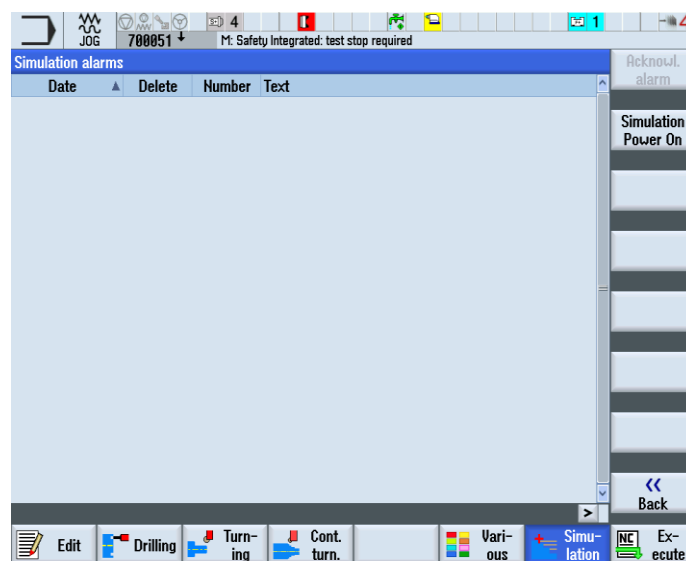 4
1
JOG
700051
M: Safety Integrated: test stop required
Simulation alarms
Acknowl.
alarm
Date
Delete
Number
Text
Simulation
Power On
<<
Back
>
Edit
Drilling
Turn-
ing
Cont.
turn.
Vari-
ous
Simu-
lation
NC
Ex-
ecute